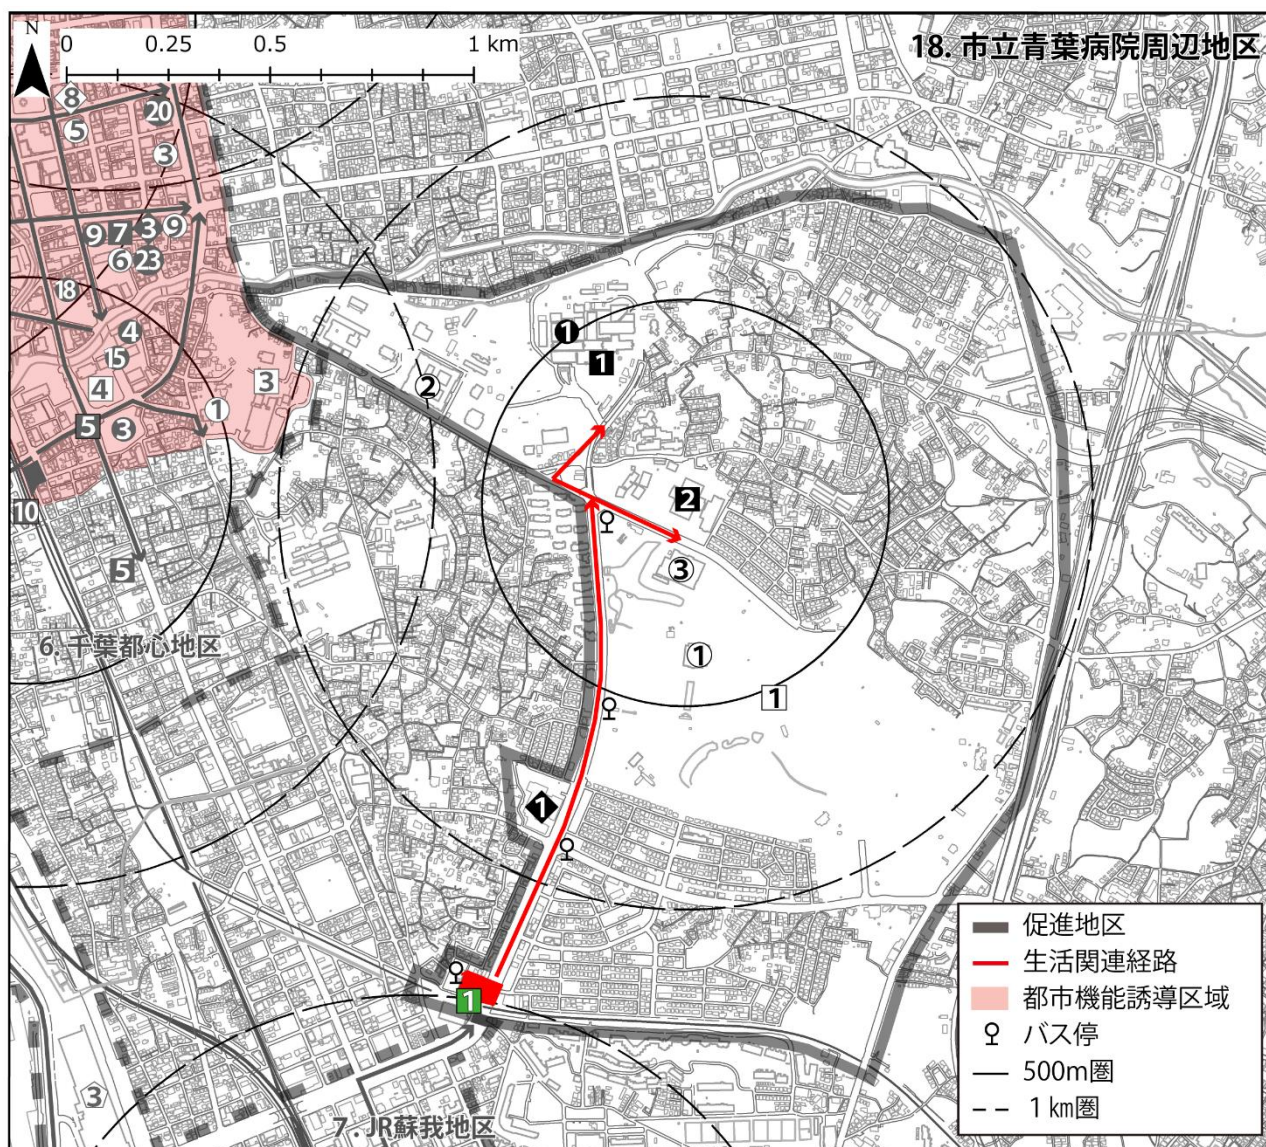 N
0 0.25 0.5 1 km
18. 市立青葉病院周辺地区
8
5
20
3
9 7 3 9
6 23
18
4
15
4 3
5 3 1
10
5
1
1
2
2
3
1
1
6. 千葉都心地区
1
1
3
7. JR蘇我地区
促進地区
生活関連経路
都市機能誘導区域
バス停
500m圏
1km圏